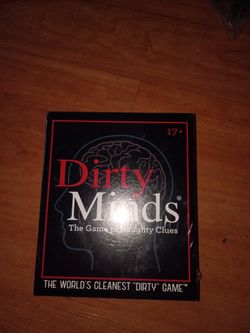 17+
Dirty
Minds®
The Game of Naughty Clues
THE WORLD'S CLEANEST "DIRTY" GAME™